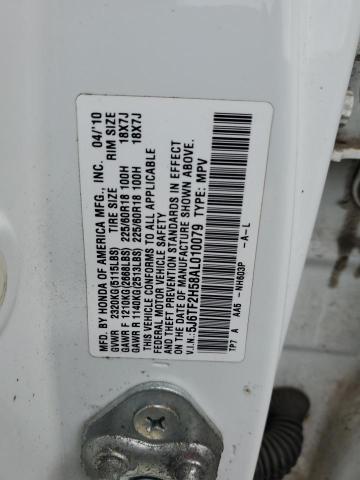 MFD. BY HONDA OF AMERICA MFG., INC. 04/'10
GVWR 2320KG(5115LBS) TIRE SIZE RIM SIZE
GAWR F 1210KG(2668LBS) 225/60R18 100H 18X7J
GAWR R 1140KG(2513LBS) 225/60R18 100H 18X7J
THIS VEHICLE CONFORMS TO ALL APPLICABLE
FEDERAL MOTOR VEHICLE SAFETY, BUMPER,
AND THEFT PREVENTION STANDARDS IN EFFECT
ON THE DATE OF MANUFACTURE SHOWN ABOVE.
V.I.N.:5J6TF2H58AL010079 TYPE: MPV
TP7 A AA5 - NH603P - A - L